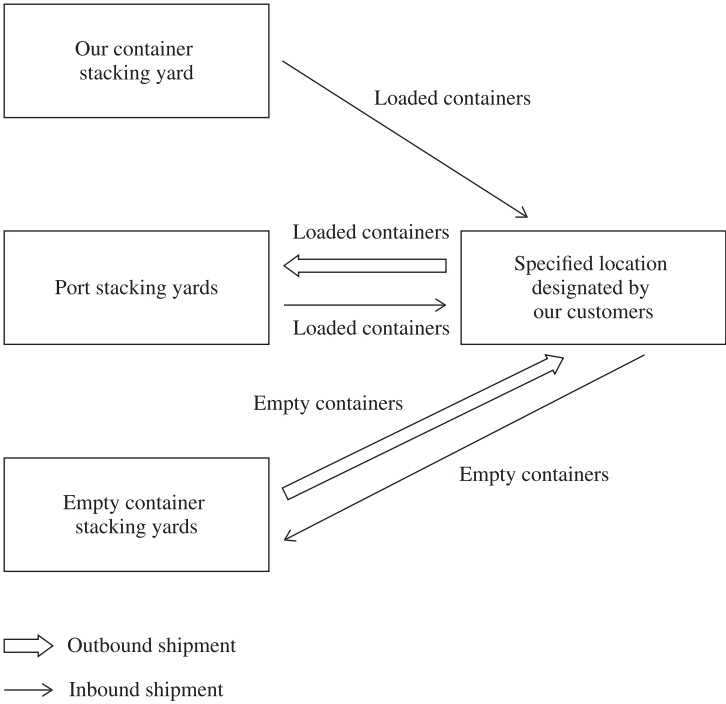 Our container
stacking yard
Loaded containers
Loaded containers
Port stacking yards
Specified location
designated by
our customers
Loaded containers
Empty containers
Empty containers
Empty container
stacking yards
Outbound shipment
Inbound shipment